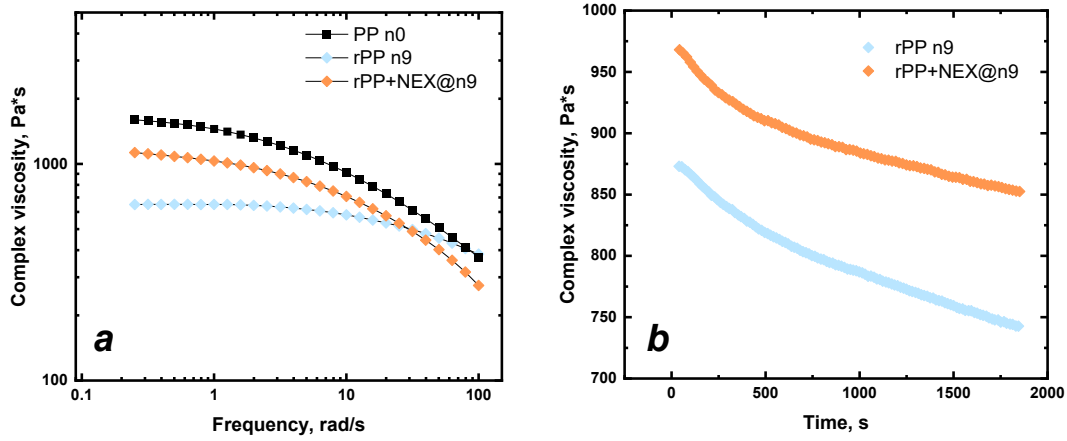 PP n0
rPP n9
rPP+NEX@n9
1000
100
Complex viscosity, Pa*s
a
0.1
1
10
100
Frequency, rad/s
1000
950
900
850
800
750
700
Complex viscosity, Pa*s
rPP n9
rPP+NEX@n9
b
0
500
1000
1500
2000
Time, s